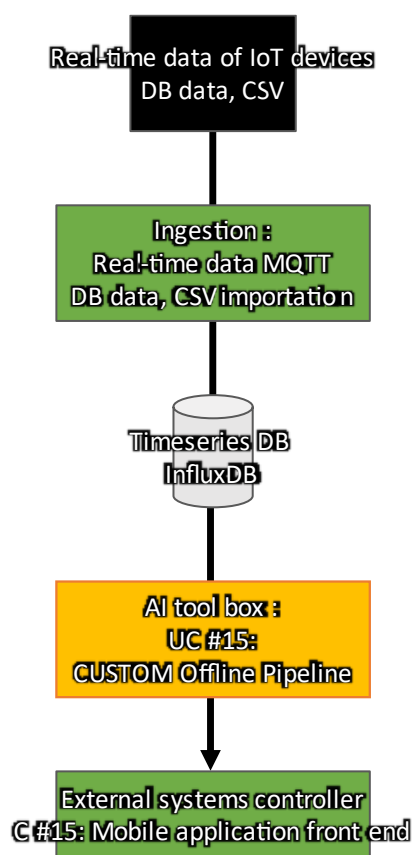 Real-time data of IoT devices
DB data, CSV
Ingestion :
Real-time data MQTT
DB data, CSV importation
Timeseries DB
InfluxDB
AI tool box :
UC #15:
CUSTOM Offline Pipeline
External systems controller
C #15: Mobile application front end